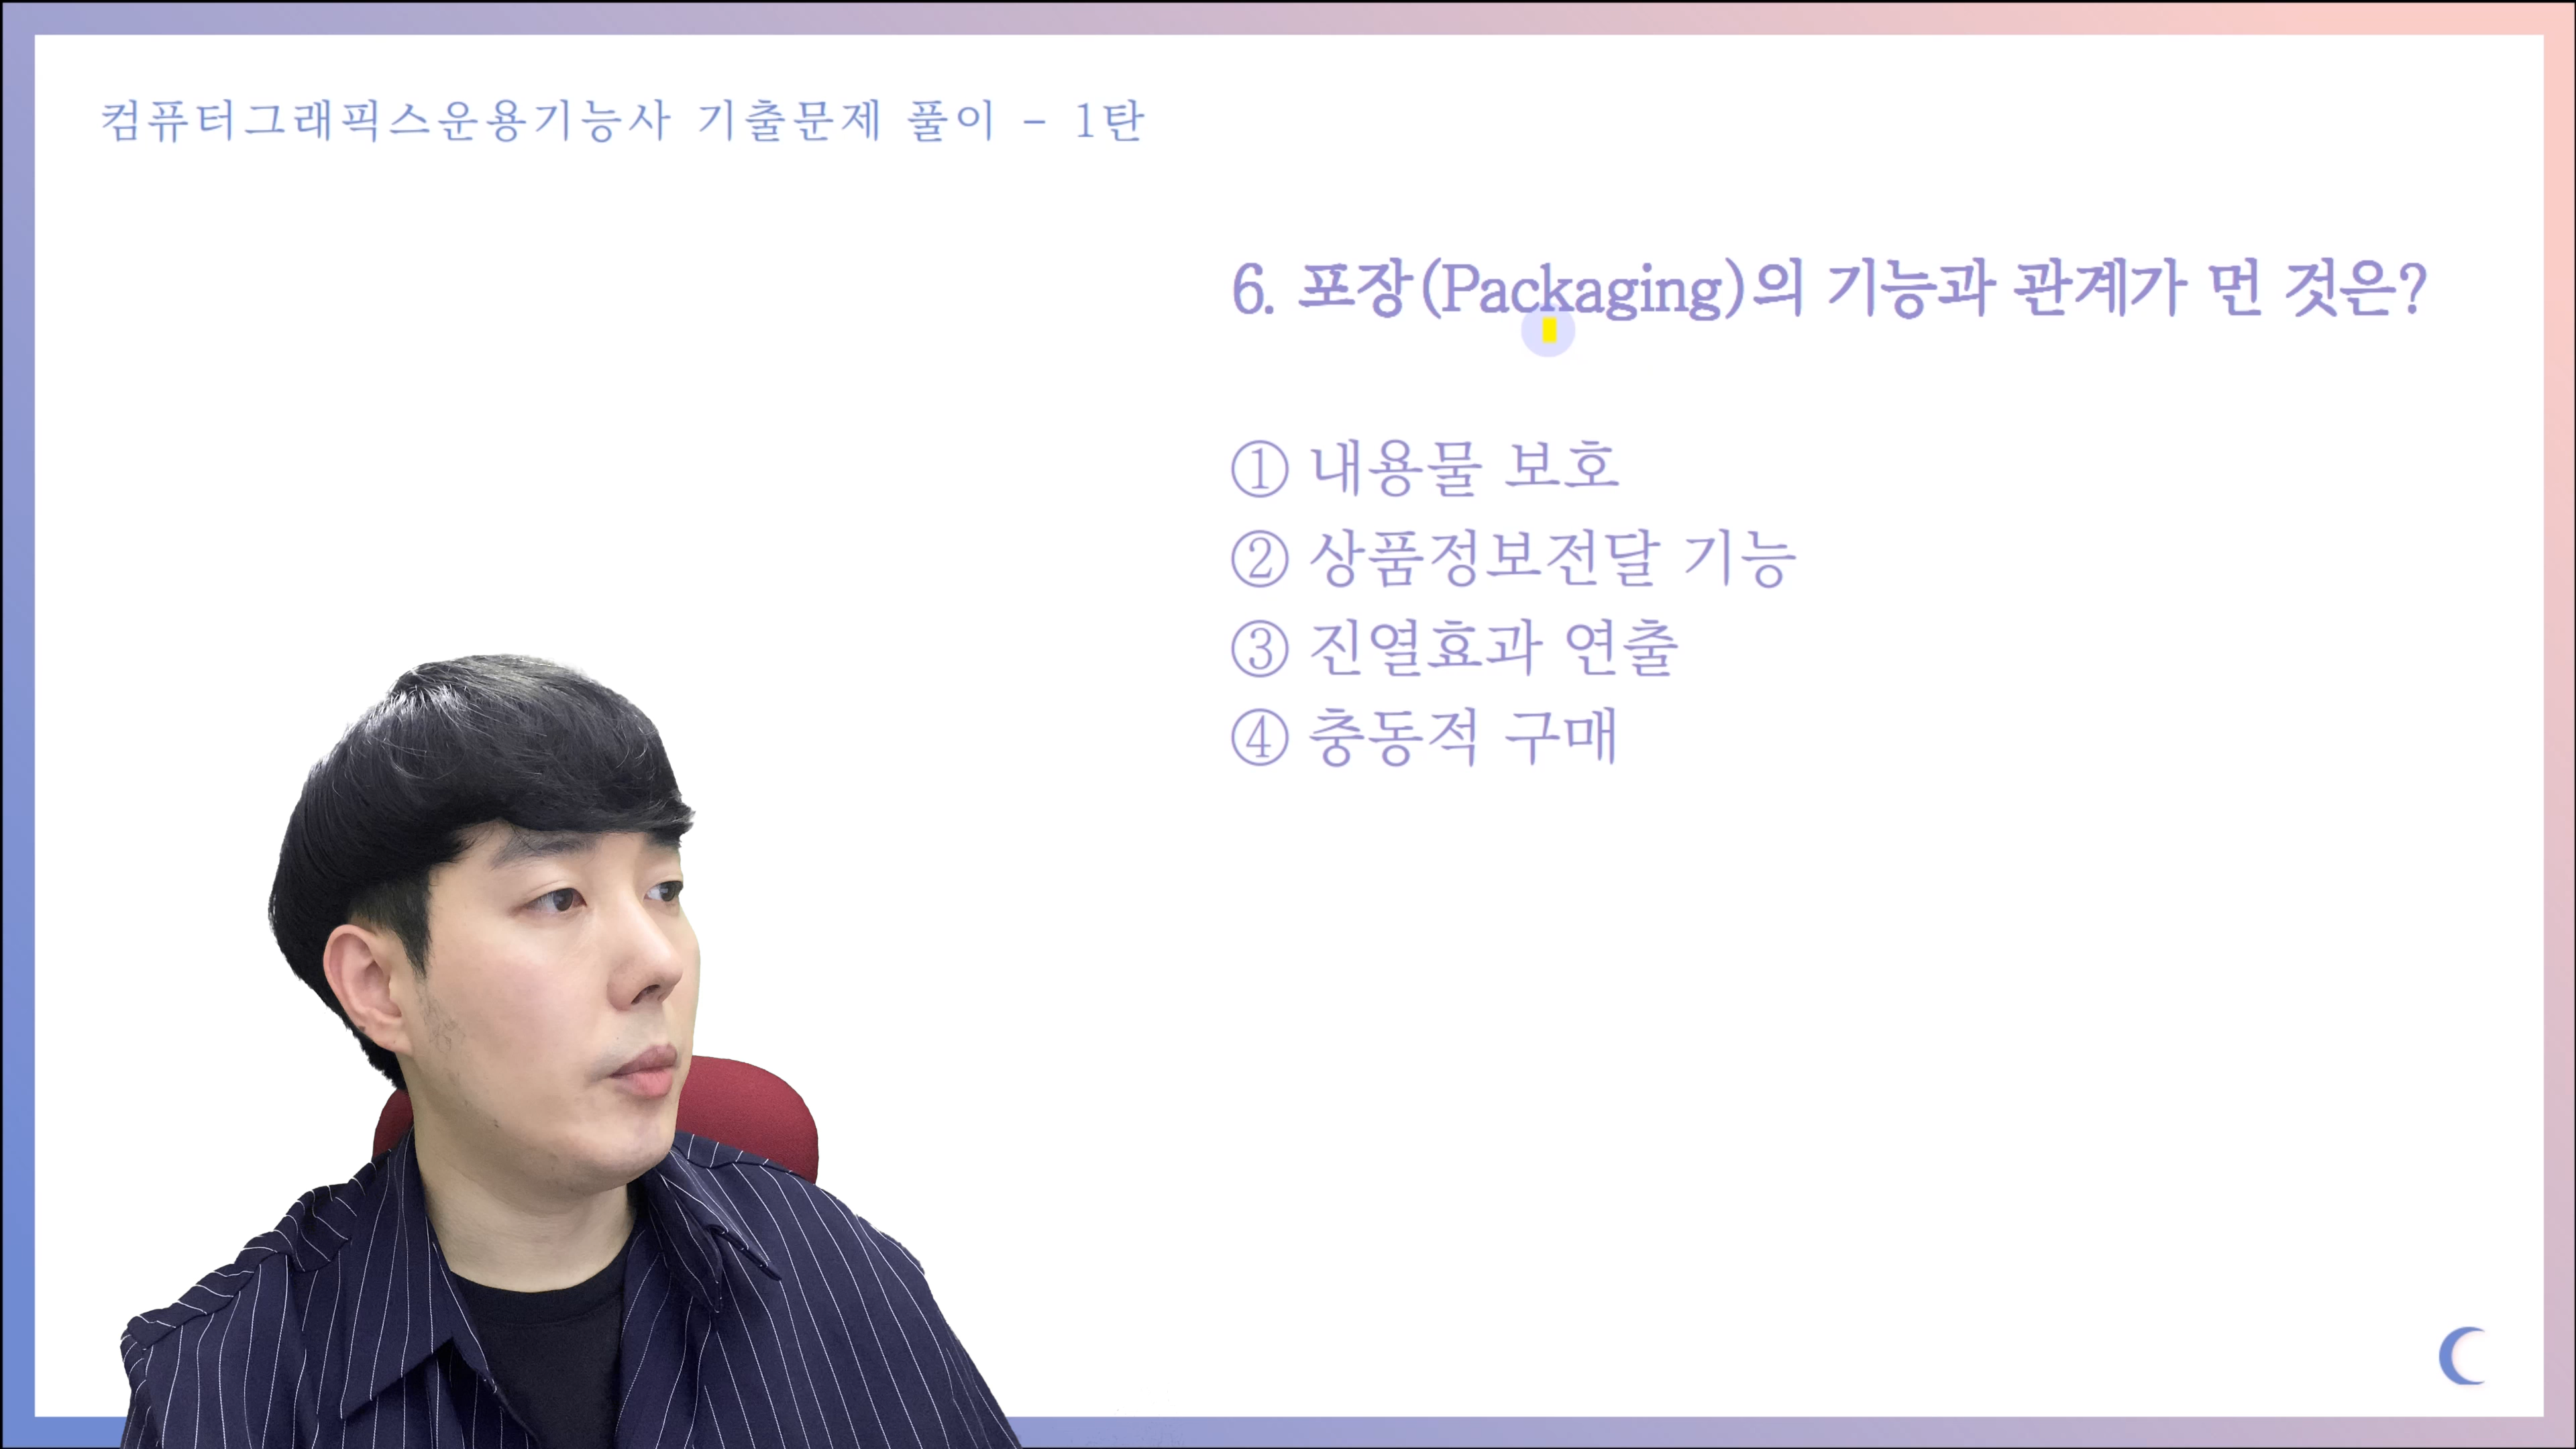 컴퓨터그래픽스운용기능사 기출문제 풀이 - 1탄
6. 포장(Packaging)의 기능과 관계가 먼 것은?
① 내용물 보호
② 상품정보전달 기능
③ 진열효과 연출
④ 충동적 구매